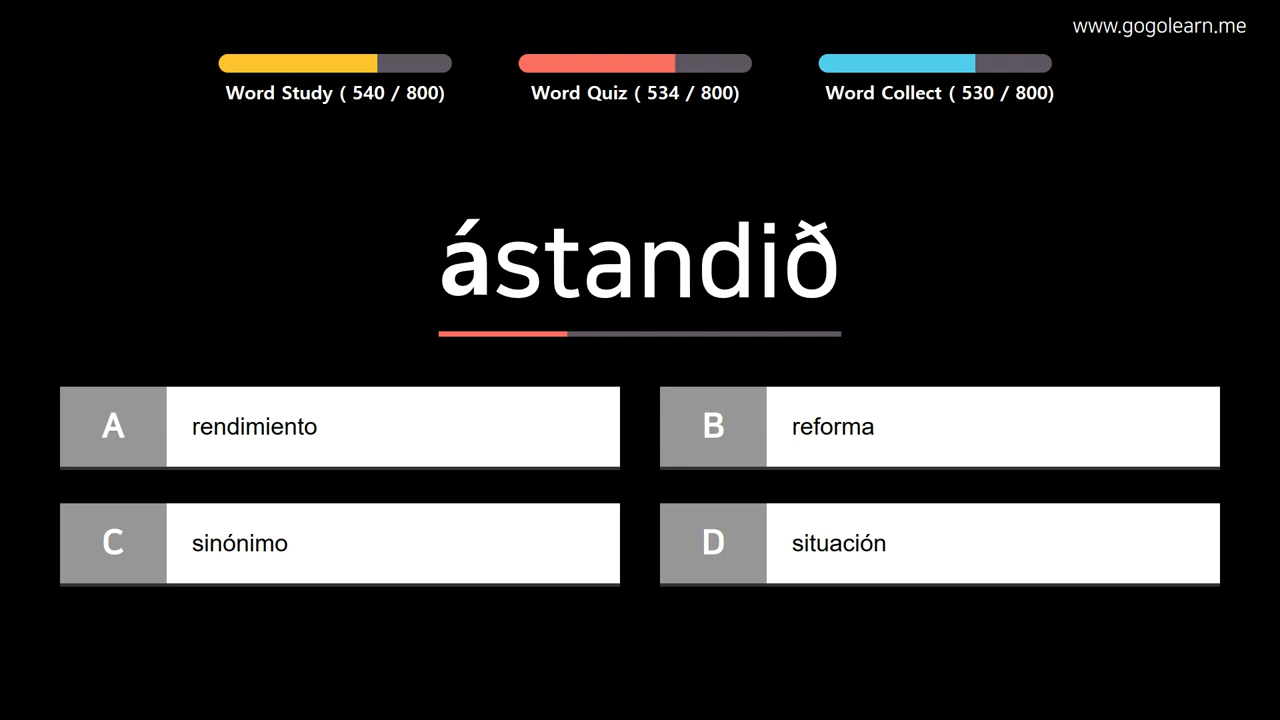 www.gogolearn.me
Word Study ( 540 / 800)
Word Quiz ( 534 / 800)
Word Collect ( 530 / 800)
ástandið
A
rendimiento
B
reforma
C
sinónimo
D
situación